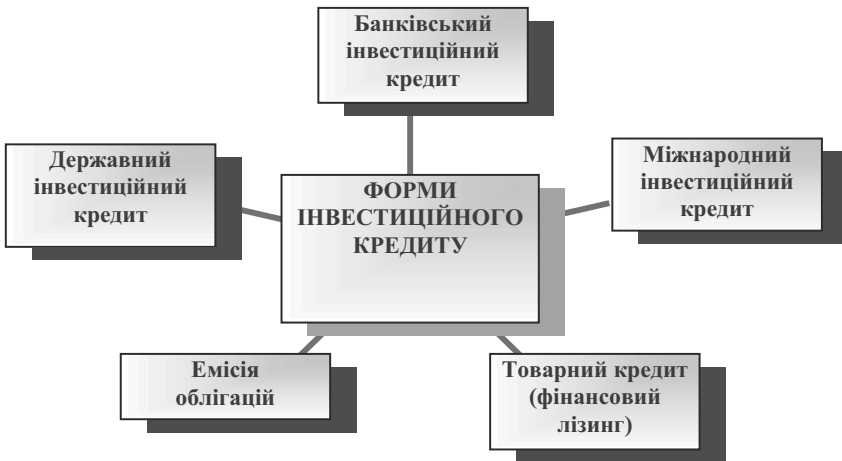 Банківський
інвестиційний
кредит
Державний
інвестиційний
кредит
Міжнародний
інвестиційний
кредит
ФОРМИ
ІНВЕСТИЦІЙНОГО
КРЕДИТУ
Емісія
облігацій
Товарний кредит
(фінансовий
лізинг)